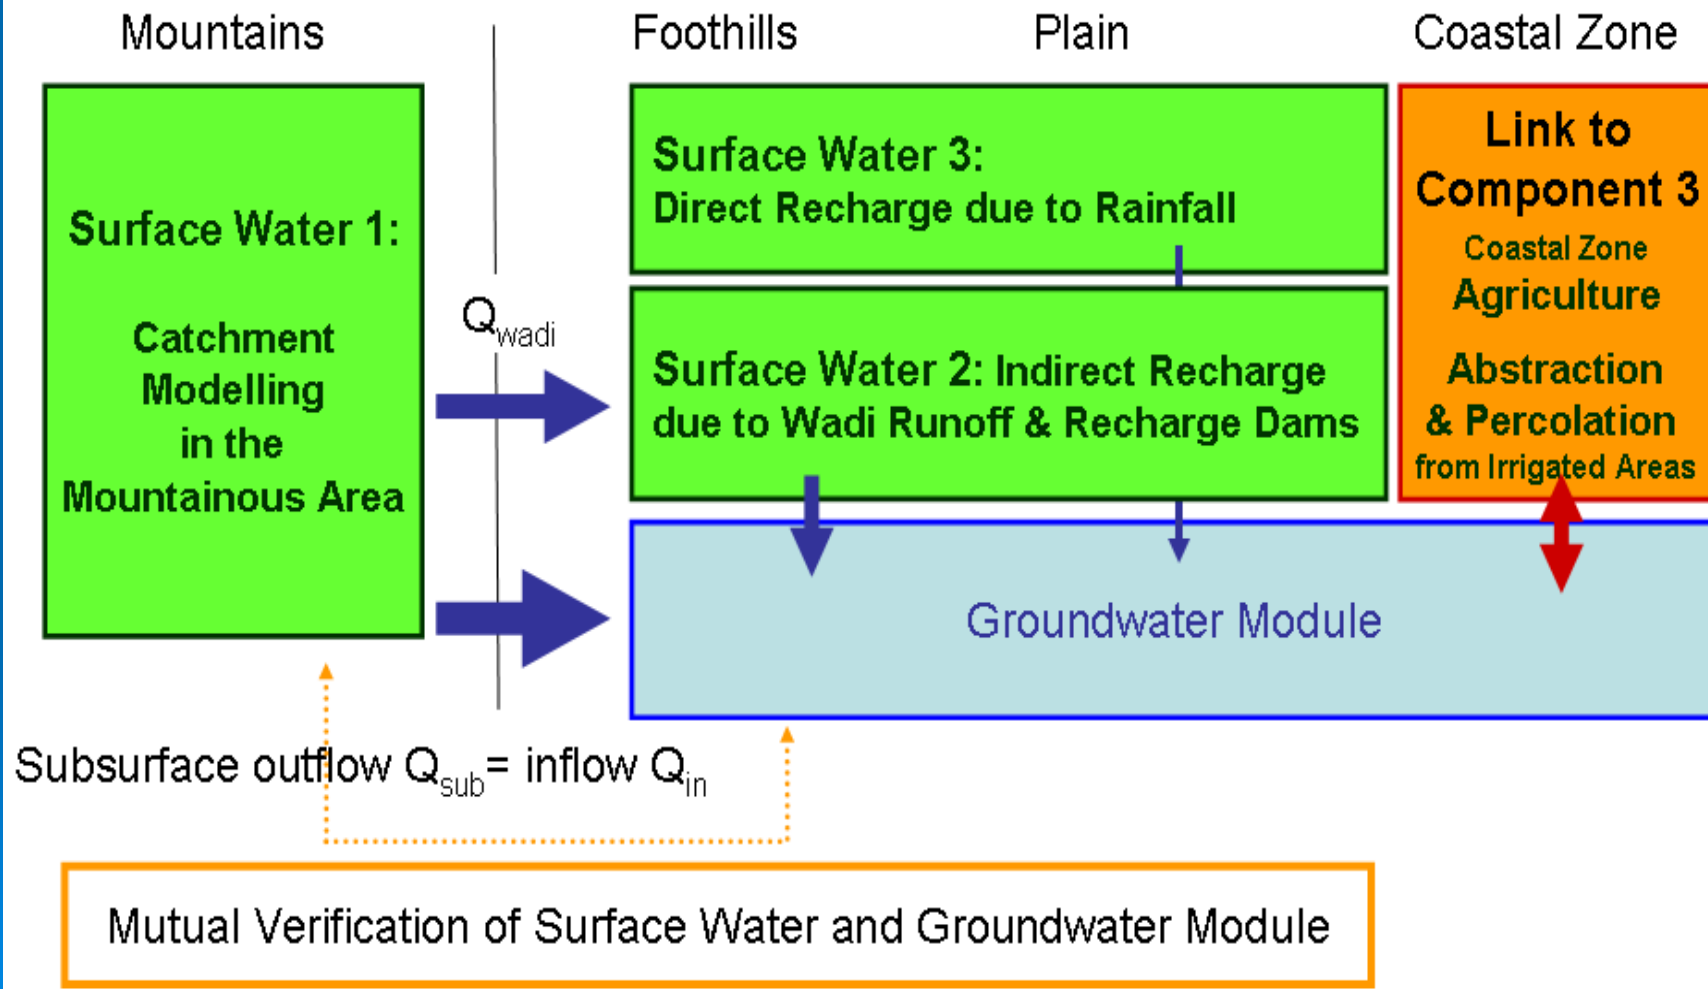 Mountains
Foothills
Plain
Coastal Zone
Surface Water 1:
Catchment
Modelling
in the
Mountainous Area
Q wadi
Surface Water 3:
Direct Recharge due to Rainfall
Surface Water 2: Indirect Recharge
due to Wadi Runoff & Recharge Dams
Link to
Component 3
Coastal Zone
Agriculture
Abstraction
& Percolation
from Irrigated Areas
Groundwater Module
Subsurface outflow Q sub = inflow Q in
Mutual Verification of Surface Water and Groundwater Module